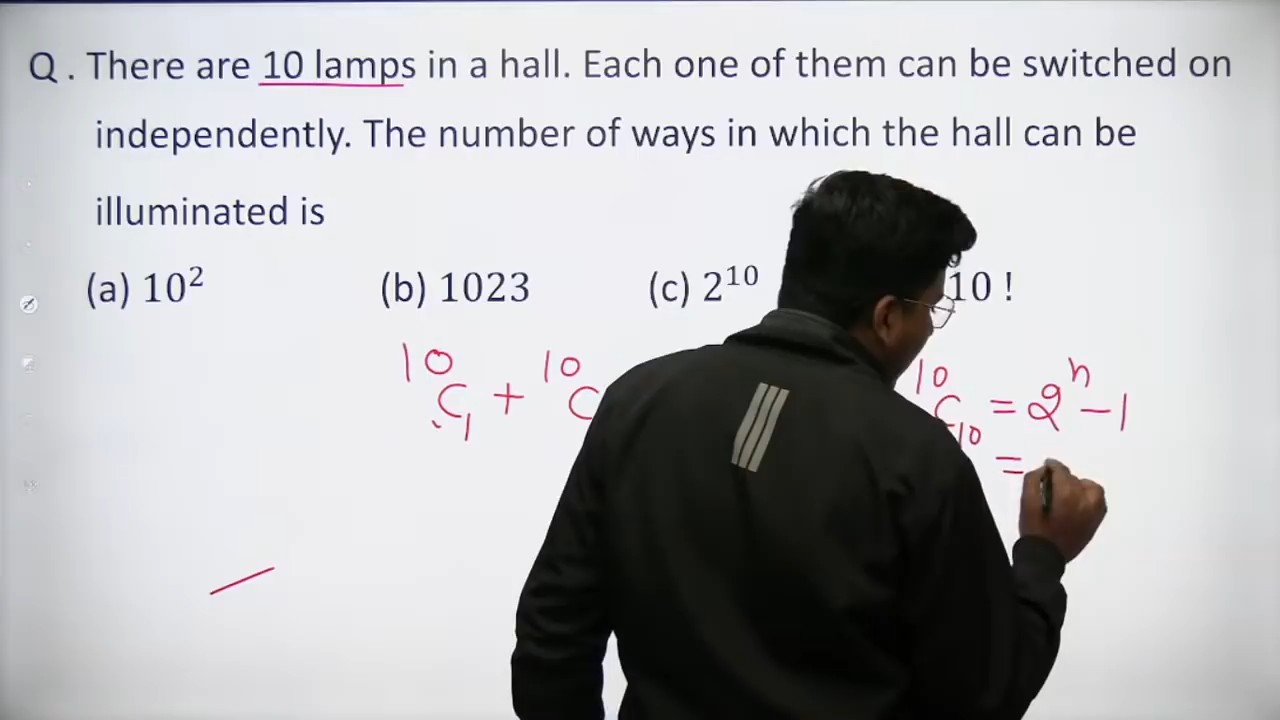 Q. There are 10 lamps in a hall. Each one of them can be switched on
independently. The number of ways in which the hall can be
illuminated is
(a) 10² (b) 1023 (c) 2¹⁰ 10 !
¹⁰C₁ + ¹⁰C ¹⁰C₁₀ = 2ⁿ - 1
=